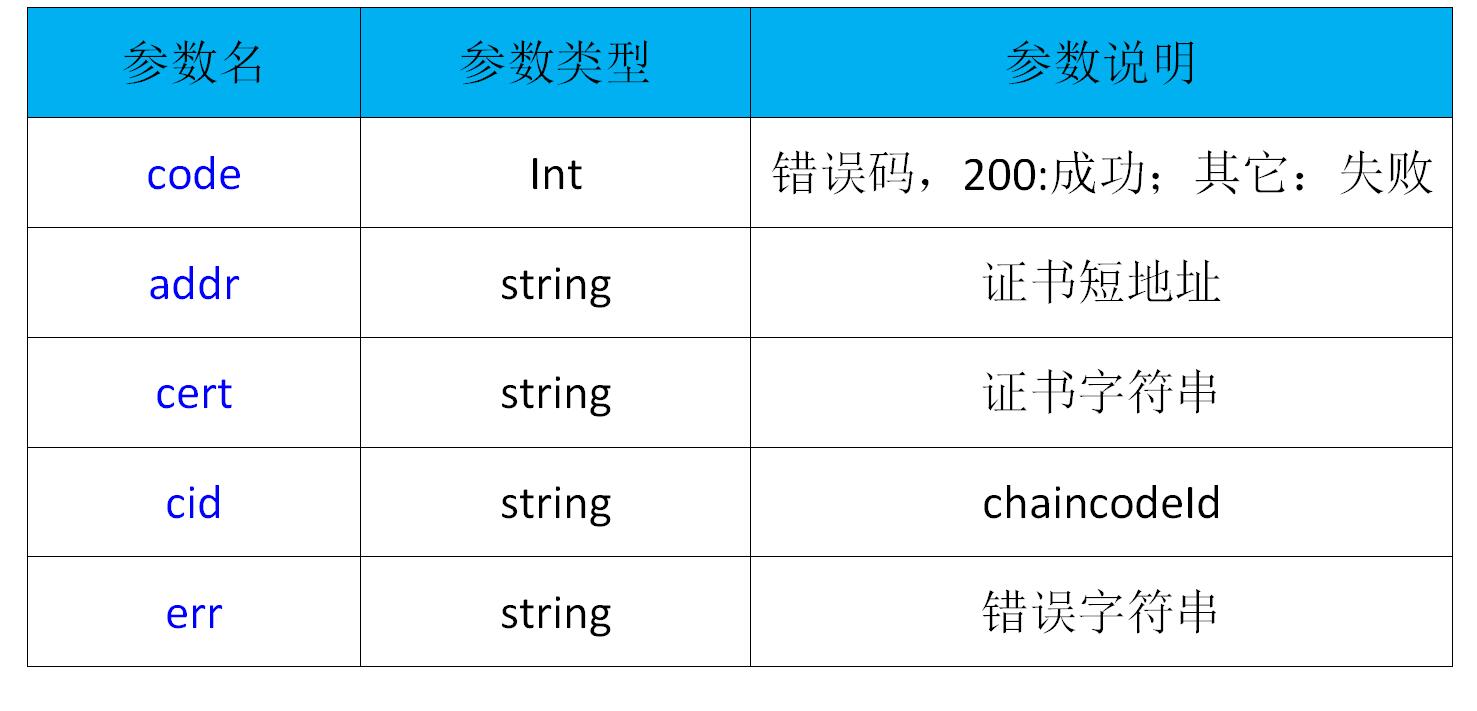 参数名 参数类型 参数说明
code Int 错误码，200:成功；其它：失败
addr string 证书短地址
cert string 证书字符串
cid string chaincodeId
err string 错误字符串